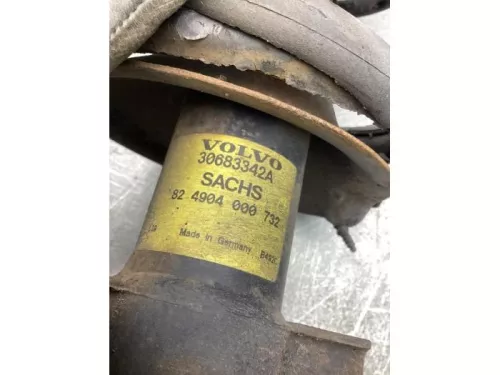 VOLVO
30683342A
SACHS
82 4904 000 732
Made in Germany